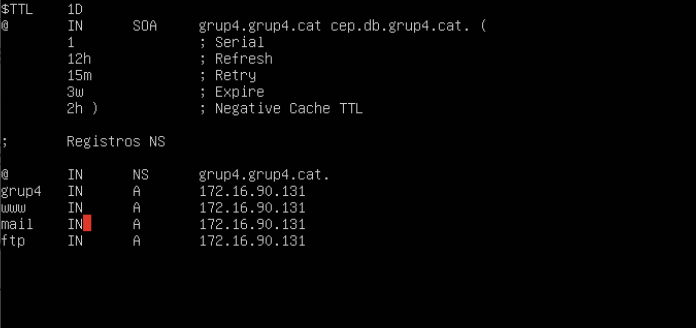 $TTL 1D
@ IN SOA grup4.grup4.cat cep.db.grup4.cat. (
1 ; Serial
12h ; Refresh
15m ; Retry
3w ; Expire
2h ) ; Negative Cache TTL
; Registros NS
@ IN NS grup4.grup4.cat.
grup4 IN A 172.16.90.131
www IN A 172.16.90.131
mail IN A 172.16.90.131
ftp IN A 172.16.90.131